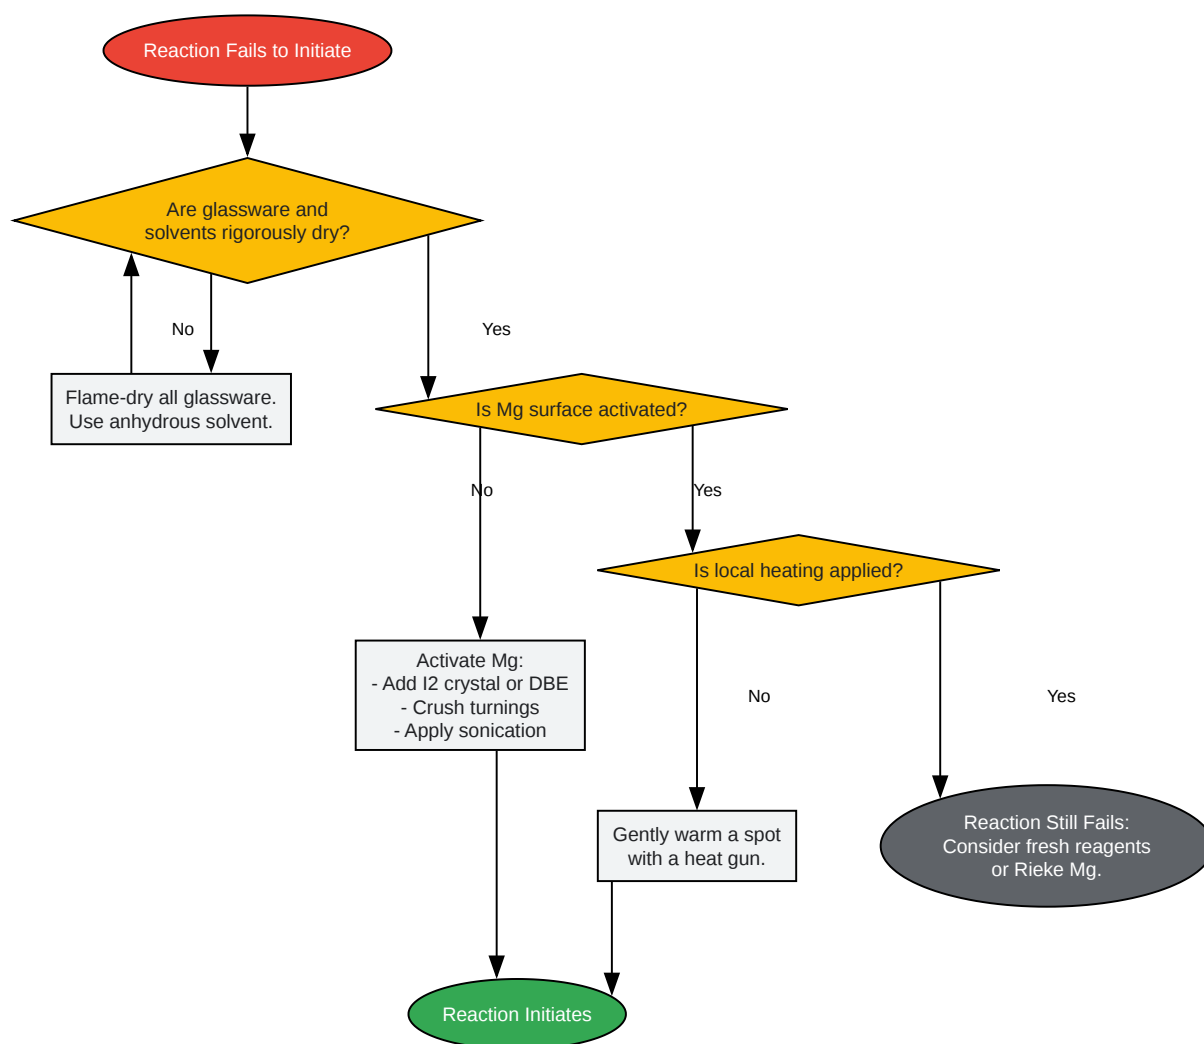 Reaction Fails to Initiate
Are glassware and
solvents rigorously dry?
No
Yes
Flame-dry all glassware.
Use anhydrous solvent.
Is Mg surface activated?
No
Yes
Is local heating applied?
Activate Mg:
- Add I2 crystal or DBE
- Crush turnings
- Apply sonication
No
Yes
Gently warm a spot
with a heat gun.
Reaction Still Fails:
Consider fresh reagents
or Rieke Mg.
Reaction Initiates